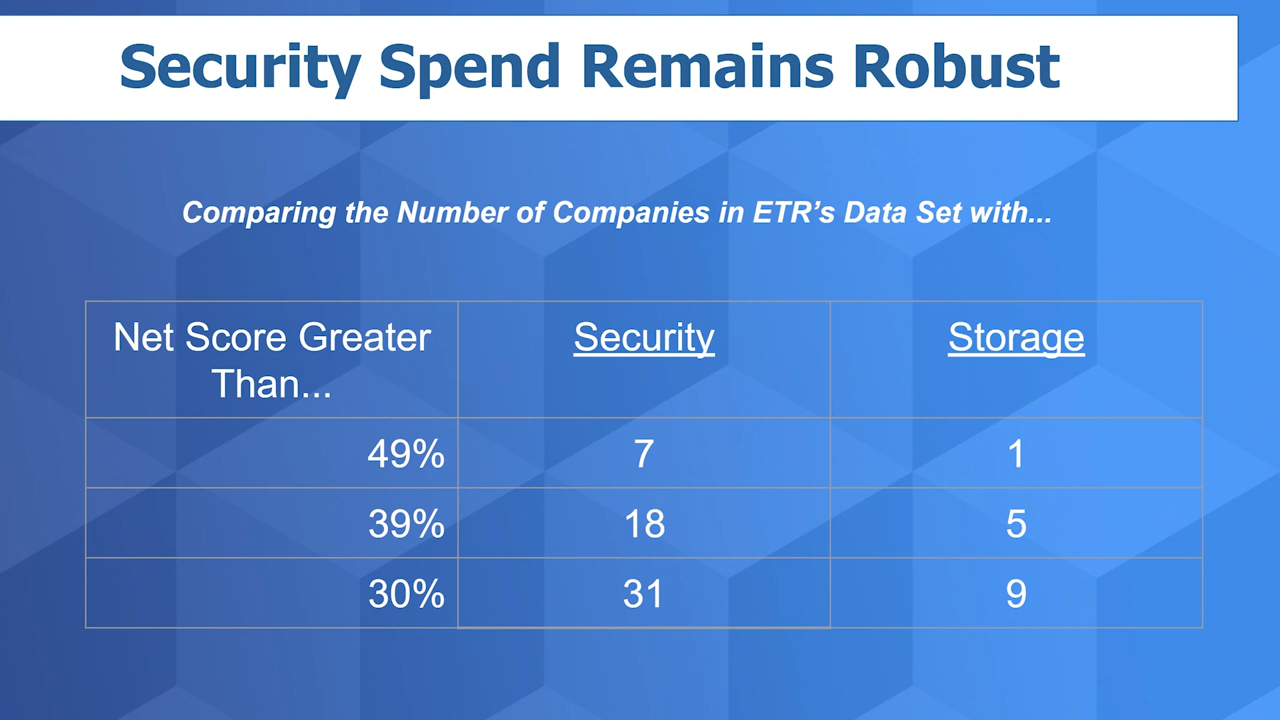 Security Spend Remains Robust
Comparing the Number of Companies in ETR’s Data Set with...
Net Score Greater
Than...
Security
Storage
49%
7
1
39%
18
5
30%
31
9